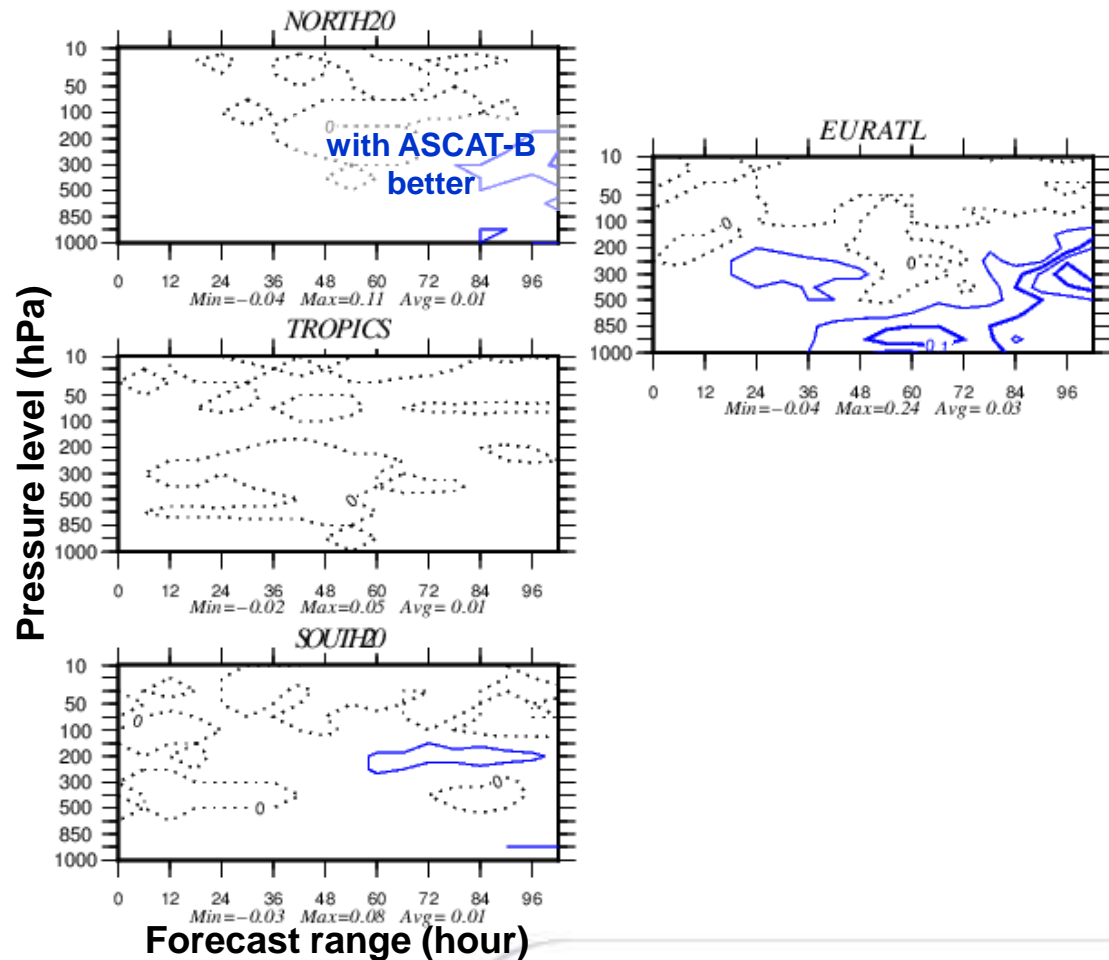 NORTH20
10
50
100
200
300
500
850
1000
0
with ASCAT-B
better
0 12 24 36 48 60 72 84 96
Min=−0.04 Max=0.11 Avg= 0.01
EURATL
10
50
100
200
300
500
850
1000
0
0
0.1
0 12 24 36 48 60 72 84 96
Min=−0.04 Max=0.24 Avg= 0.03
Pressure level (hPa)
TROPICS
10
50
100
200
300
500
850
1000
0
0 12 24 36 48 60 72 84 96
Min=−0.02 Max=0.05 Avg= 0.01
SOUTH20
10
50
100
200
300
500
850
1000
0
0
0
0 12 24 36 48 60 72 84 96
Min=−0.03 Max=0.08 Avg= 0.01
Forecast range (hour)